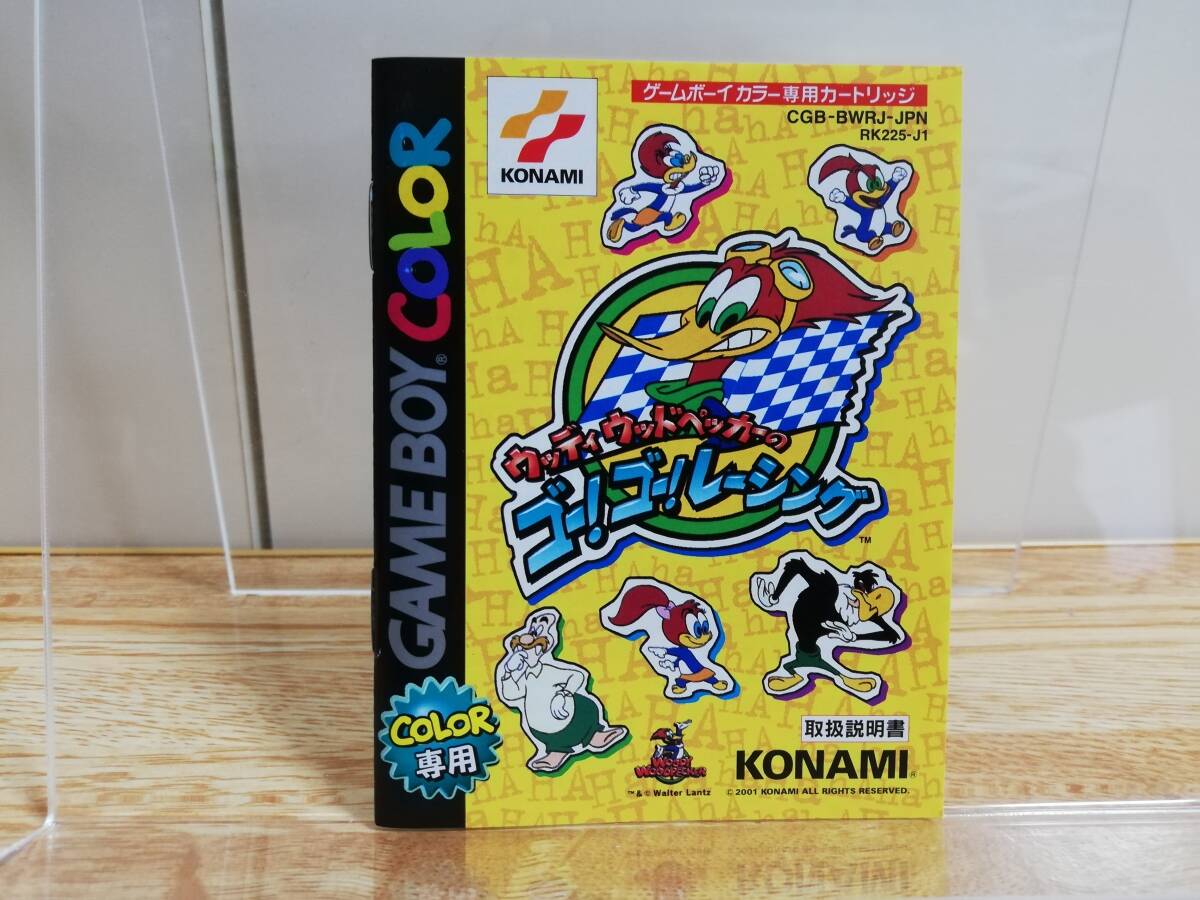 GAME BOY COLOR®
COLOR
専用
KONAMI
ゲームボーイカラー専用カートリッジ
CGB-BWRJ-JPN
RK225-J1
ウッディウッドペッカーの
ゴー!ゴー!レーシング
TM
WOODY
WOODPECKER
TM & © Walter Lantz
取扱説明書
KONAMI®
© 2001 KONAMI ALL RIGHTS RESERVED.